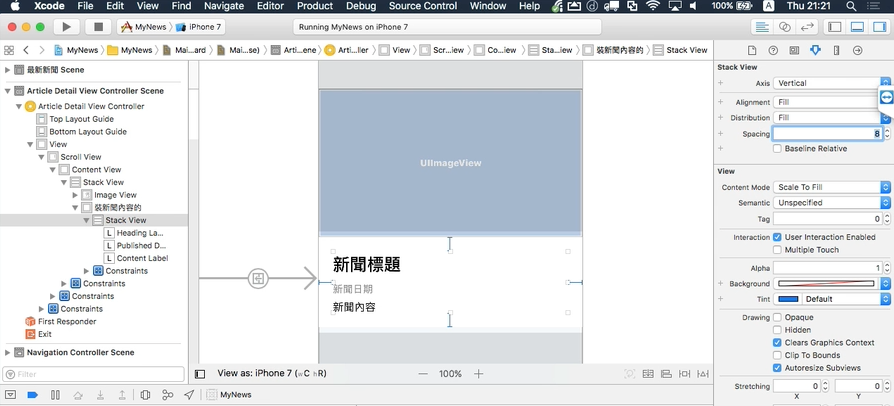 Xcode File Edit View Find Navigate Editor Product Debug Source Control Window Help 100% Thu 21:21
MyNews iPhone 7 Running MyNews on iPhone 7
MyNews MyNews Mai...ard Mai...se) Arti...ene Arti...ller View Scr...iew Co...iew Sta...iew 裝新聞內容的 Stack View
最新新聞 Scene
Article Detail View Controller Scene
Article Detail View Controller
Top Layout Guide
Bottom Layout Guide
View
Scroll View
Content View
Stack View
Image View
裝新聞內容的
Stack View
Heading La...
Published D...
Content Label
Constraints
Constraints
Constraints
Constraints
First Responder
Exit
Navigation Controller Scene
Filter
UIImageView
新聞標題
新聞日期
新聞內容
View as: iPhone 7 (wC hR) 100%
MyNews
Stack View
Axis Vertical
Alignment Fill
Distribution Fill
Spacing 8
Baseline Relative
View
Content Mode Scale To Fill
Semantic Unspecified
Tag 0
Interaction User Interaction Enabled
Multiple Touch
Alpha 1
Background
Tint Default
Drawing Opaque
Hidden
Clears Graphics Context
Clip To Bounds
Autoresize Subviews
Stretching 0 0
X Y